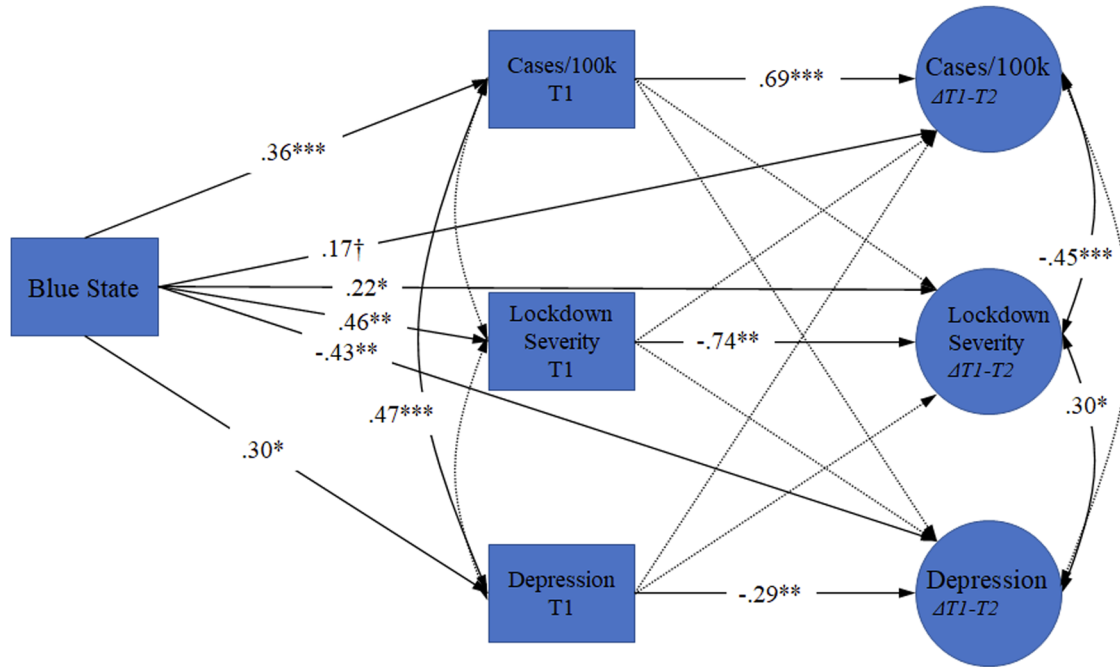 Cases/100k
T1
.69***
Cases/100k
ΔT1-T2
.36***
.17†
-.45***
Blue State
.22*
.46**
-.43**
Lockdown
Severity
T1
-.74**
Lockdown
Severity
ΔT1-T2
.47***
.30*
.30*
Depression
T1
-.29**
Depression
ΔT1-T2